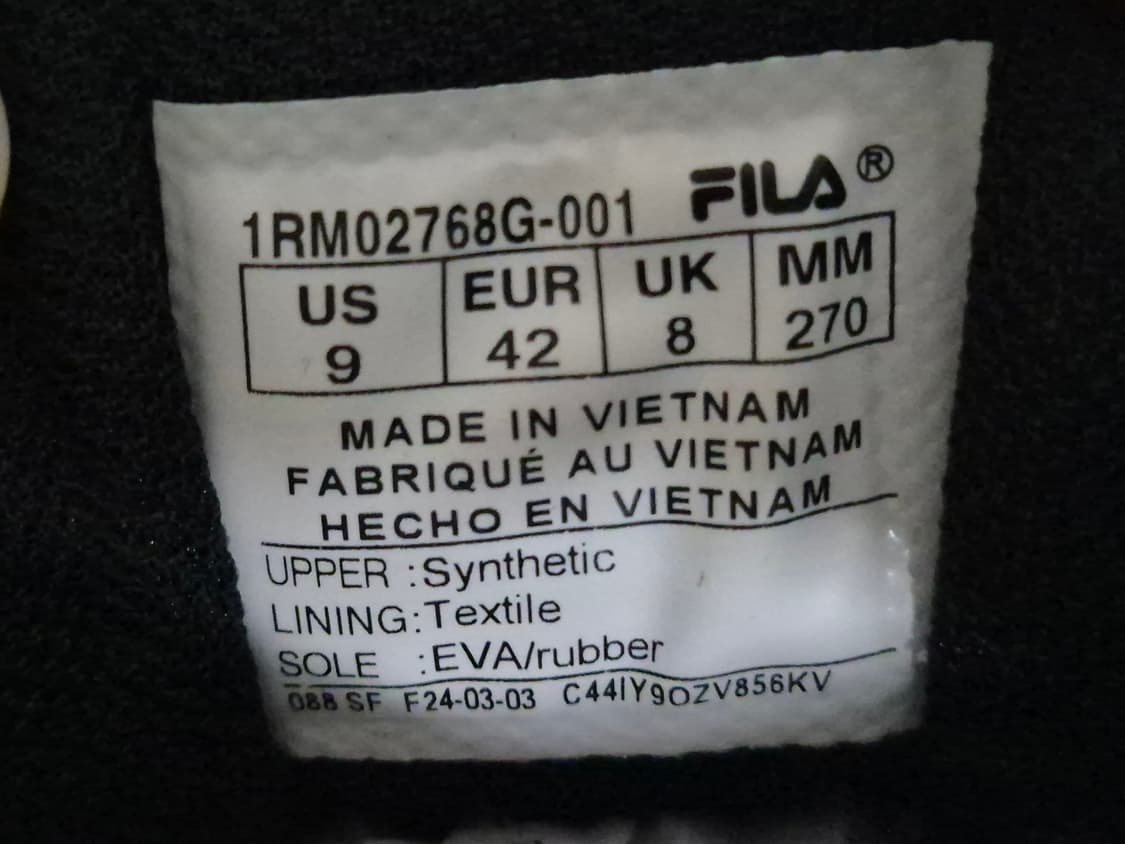 1RM02768G-001 FILA®
US EUR UK MM
9 42 8 270
MADE IN VIETNAM
FABRIQUÉ AU VIETNAM
HECHO EN VIETNAM
UPPER :Synthetic
LINING:Textile
SOLE :EVA/rubber
088 SF F24-03-03 C44IY9OZV856KV